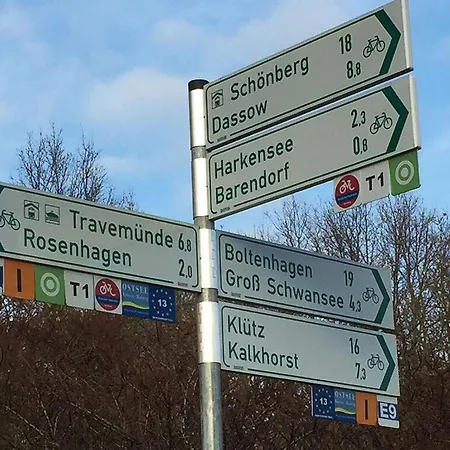 Schönberg 18
Dassow 8,8
Harkensee 2,3
Barendorf 0,8
T1
Travemünde 6,8
Rosenhagen 2,0
I T1 OSTSEE 13
Boltenhagen 19
Groß Schwansee 4,3
Klütz 16
Kalkhorst 7,3
13 OSTSEE I E9